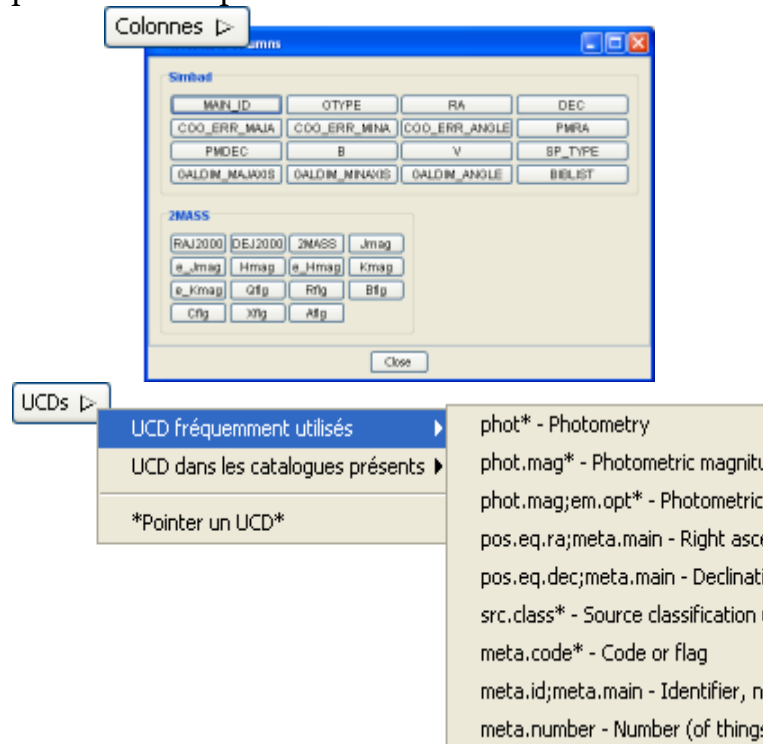 Colonnes ▷
Simbad
MAIN_ID OTYPE RA DEC
COO_ERR_MAJA COO_ERR_MINA COO_ERR_ANGLE PMRA
PMDEC B V SP_TYPE
GALDIM_MAJAXIS GALDIM_MINAXIS GALDIM_ANGLE BIBLIST
2MASS
RAJ2000 DEJ2000 2MASS Jmag
e_Jmag Hmag e_Hmag Kmag
e_Kmag Qflg Rflg Bflg
Cflg Xflg Aflg
Close
UCDs ▷
UCD fréquemment utilisés
UCD dans les catalogues présents
*Pointer un UCD*
phot* - Photometry
phot.mag* - Photometric magnitu
phot.mag;em.opt* - Photometric
pos.eq.ra;meta.main - Right asce
pos.eq.dec;meta.main - Declinati
src.class* - Source classification
meta.code* - Code or flag
meta.id;meta.main - Identifier, n
meta.number - Number (of things